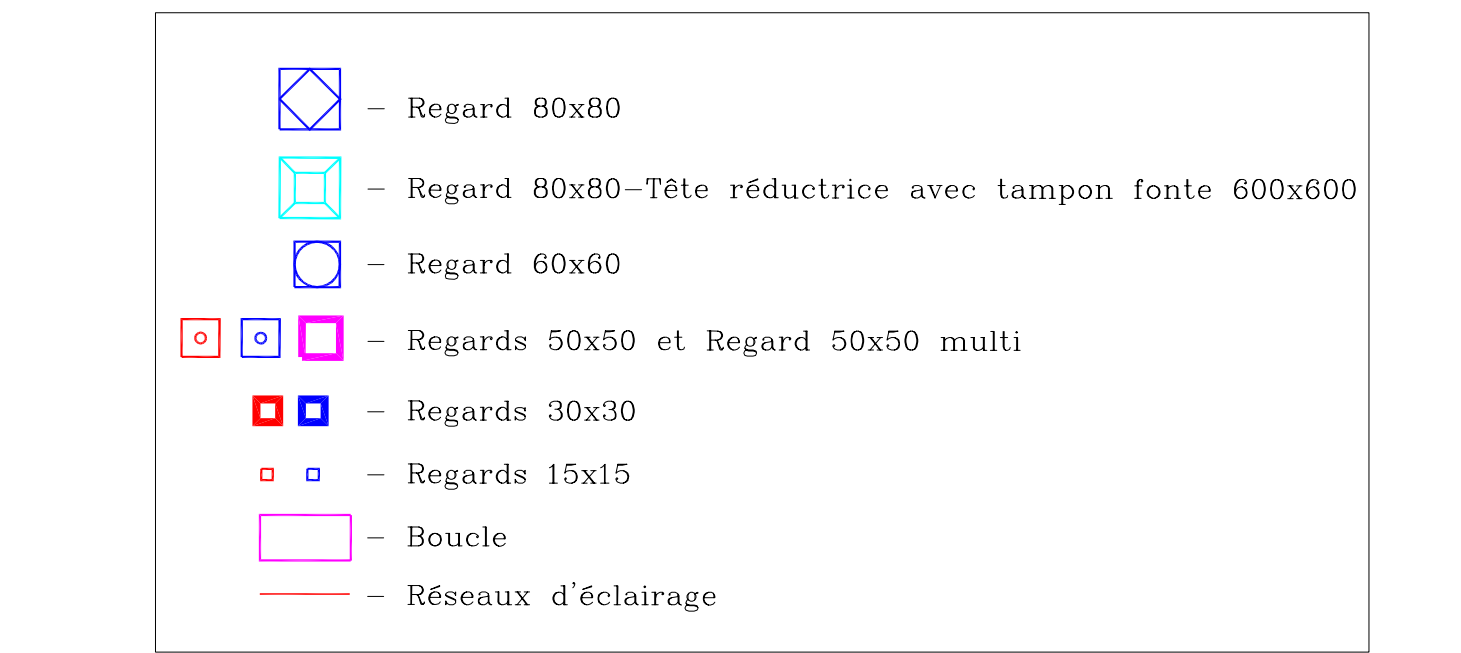 – Regard 80x80
– Regard 80x80–Tête réductrice avec tampon fonte 600x600
– Regard 60x60
– Regards 50x50 et Regard 50x50 multi
– Regards 30x30
– Regards 15x15
– Boucle
– Réseaux d'éclairage